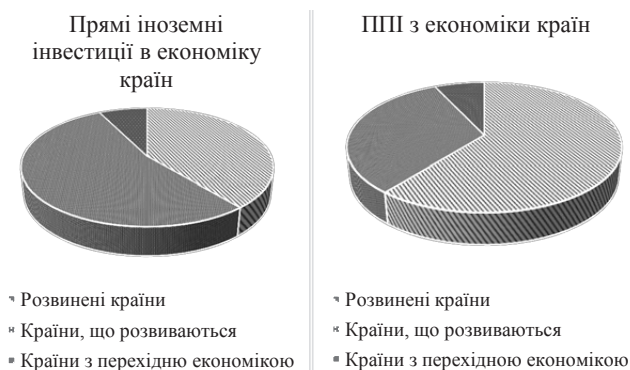 Прямі іноземні
інвестиції в економіку
країн
Розвинені країни
Країни, що розвиваються
Країни з перехідню економікою
ППІ з економіки країн
Розвинені країни
Країни, що розвиваються
Країни з перехідною економікою